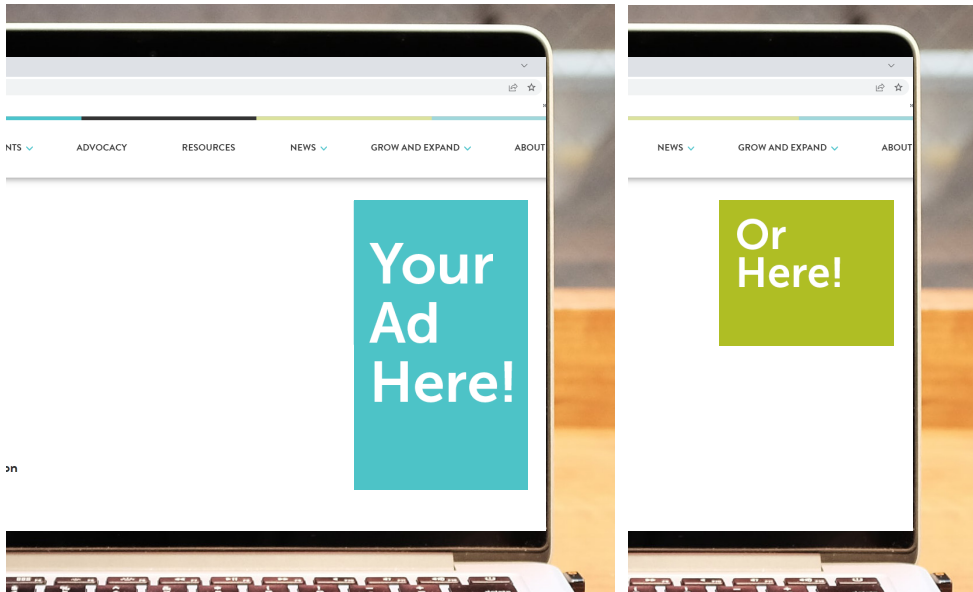 NTS ADVOCACY RESOURCES NEWS GROW AND EXPAND ABOUT
Your
Ad
Here!
on
NEWS GROW AND EXPAND ABOUT
Or
Here!